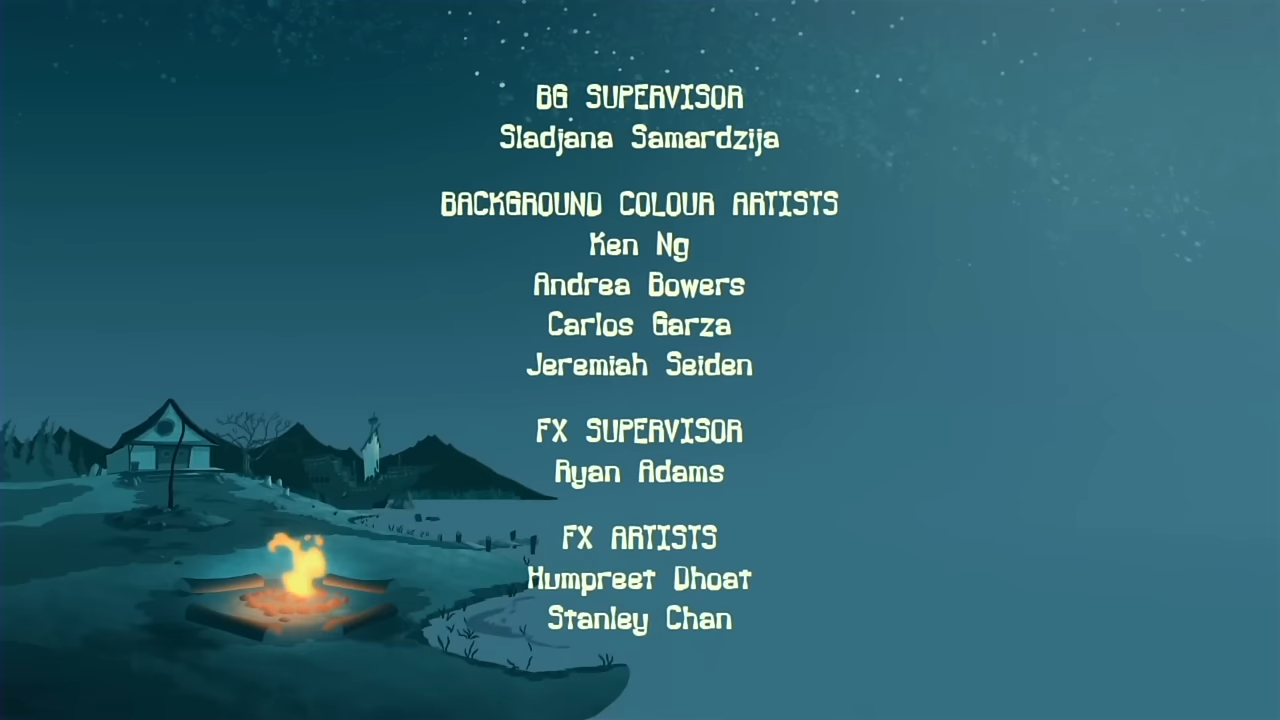 BG SUPERVISOR
Sladjana Samardzija
BACKGROUND COLOUR ARTISTS
Ken Ng
Andrea Bowers
Carlos Garza
Jeremiah Seiden
FX SUPERVISOR
Ryan Adams
FX ARTISTS
Humpreet Dhoat
Stanley Chan